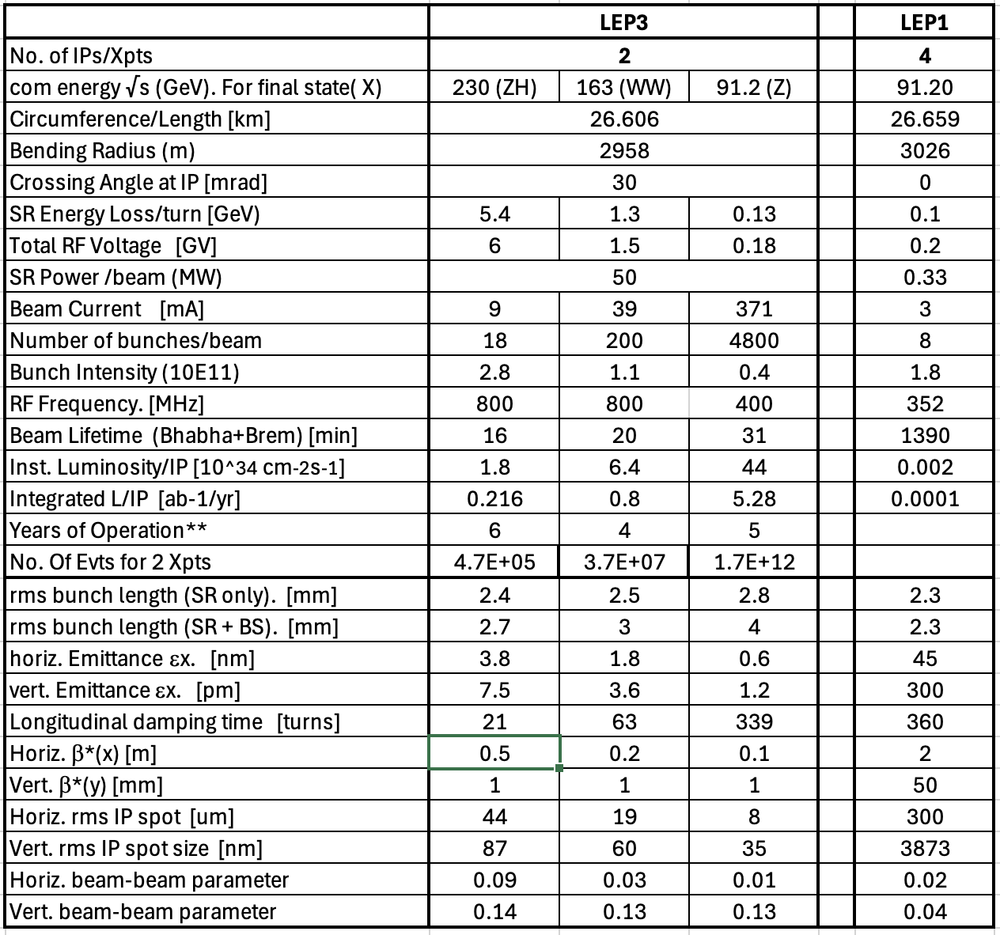 LEP3 LEP1
No. of IPs/Xpts 2 4
com energy √s (GeV). For final state( X) 230 (ZH) 163 (WW) 91.2 (Z) 91.20
Circumference/Length [km] 26.606 26.659
Bending Radius (m) 2958 3026
Crossing Angle at IP [mrad] 30 0
SR Energy Loss/turn [GeV) 5.4 1.3 0.13 0.1
Total RF Voltage [GV] 6 1.5 0.18 0.2
SR Power /beam (MW) 50 0.33
Beam Current [mA] 9 39 371 3
Number of bunches/beam 18 200 4800 8
Bunch Intensity (10E11) 2.8 1.1 0.4 1.8
RF Frequency. [MHz] 800 800 400 352
Beam Lifetime (Bhabha+Brem) [min] 16 20 31 1390
Inst. Luminosity/IP [10^34 cm-2s-1] 1.8 6.4 44 0.002
Integrated L/IP [ab-1/yr] 0.216 0.8 5.28 0.0001
Years of Operation** 6 4 5
No. Of Evts for 2 Xpts 4.7E+05 3.7E+07 1.7E+12
rms bunch length (SR only). [mm] 2.4 2.5 2.8 2.3
rms bunch length (SR + BS). [mm] 2.7 3 4 2.3
horiz. Emittance εx. [nm] 3.8 1.8 0.6 45
vert. Emittance εx. [pm] 7.5 3.6 1.2 300
Longitudinal damping time [turns] 21 63 339 360
Horiz. β*(x) [m] 0.5 0.2 0.1 2
Vert. β*(y) [mm] 1 1 1 50
Horiz. rms IP spot [um] 44 19 8 300
Vert. rms IP spot size [nm] 87 60 35 3873
Horiz. beam-beam parameter 0.09 0.03 0.01 0.02
Vert. beam-beam parameter 0.14 0.13 0.13 0.04